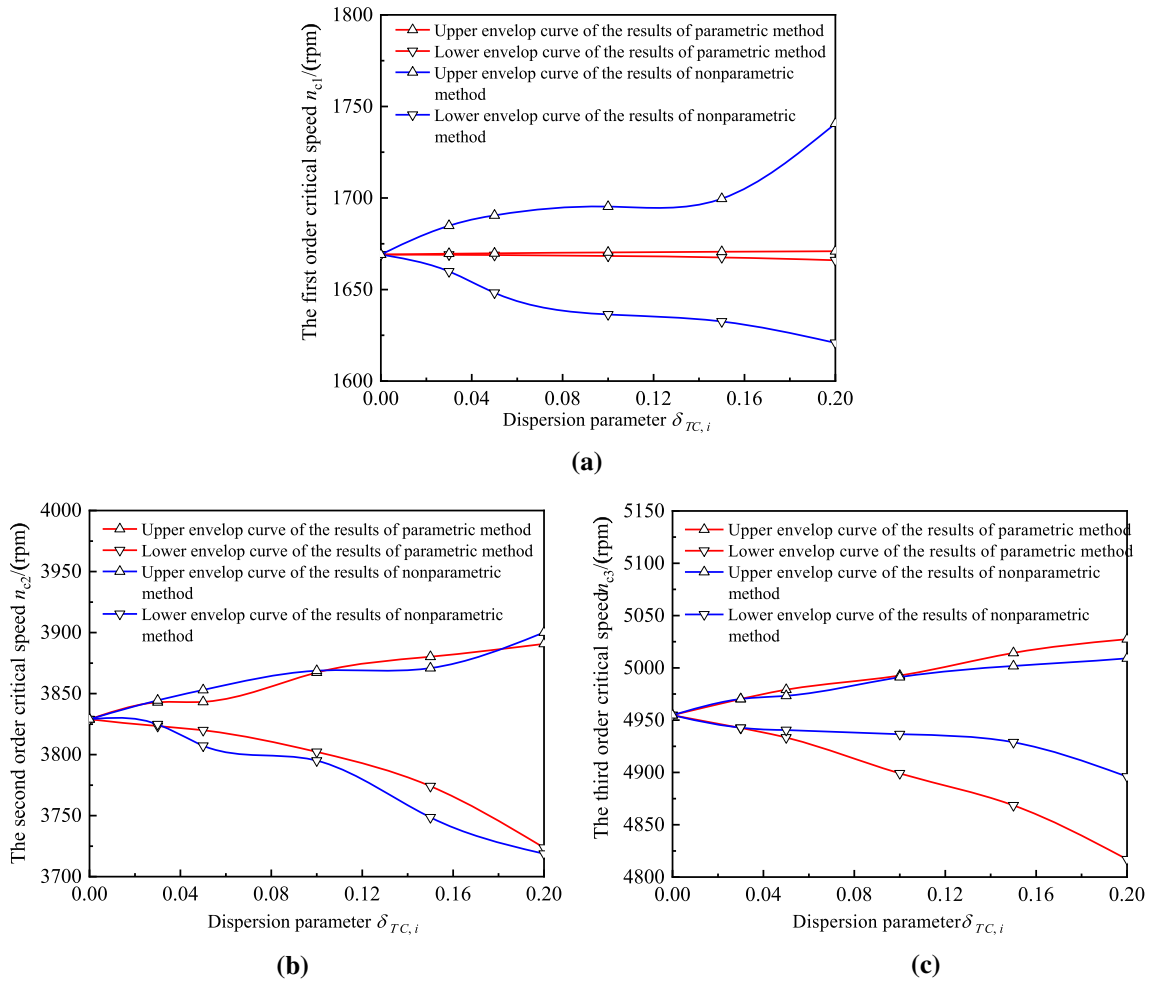 1800
1750
1700
1650
1600
The first order critical speed n_c1/(rpm)
Upper envelop curve of the results of parametric method
Lower envelop curve of the results of parametric method
Upper envelop curve of the results of nonparametric
method
Lower envelop curve of the results of nonparametric
method
0.00 0.04 0.08 0.12 0.16 0.20
Dispersion parameter δ_TC, i
(a)
4000
3950
3900
3850
3800
3750
3700
The second order critical speed n_c2/(rpm)
Upper envelop curve of the results of parametric method
Lower envelop curve of the results of parametric method
Upper envelop curve of the results of nonparametric
method
Lower envelop curve of the results of nonparametric
method
0.00 0.04 0.08 0.12 0.16 0.20
Dispersion parameter δ_TC, i
(b)
5150
5100
5050
5000
4950
4900
4850
4800
The third order critical speed n_c3/(rpm)
Upper envelop curve of the results of parametric method
Lower envelop curve of the results of parametric method
Upper envelop curve of the results of nonparametric
method
Lower envelop curve of the results of nonparametric
method
0.00 0.04 0.08 0.12 0.16 0.20
Dispersion parameter δ_TC, i
(c)